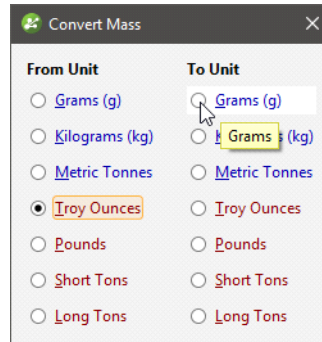 Convert Mass
From Unit To Unit
Grams (g) Grams (g)
Kilograms (kg) Grams (kg)
Metric Tonnes Metric Tonnes
Troy Ounces Troy Ounces
Pounds Pounds
Short Tons Short Tons
Long Tons Long Tons